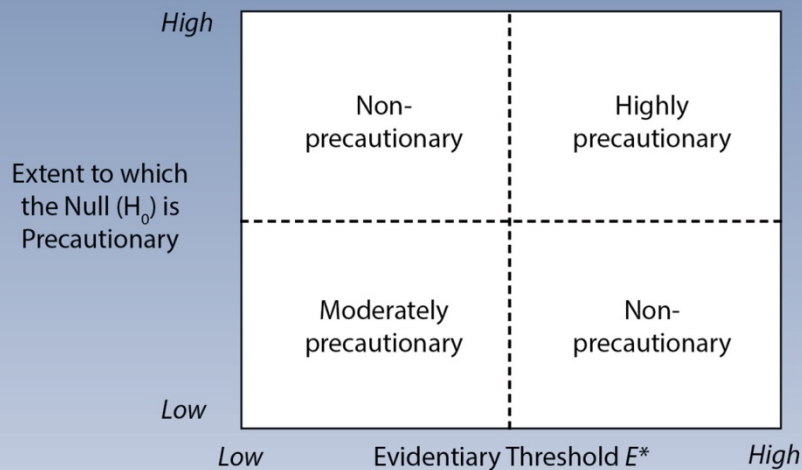 High
Non-
precautionary
Highly
precautionary
Extent to which
the Null (H₀) is
Precautionary
Moderately
precautionary
Non-
precautionary
Low
Low
Evidentiary Threshold E*
High